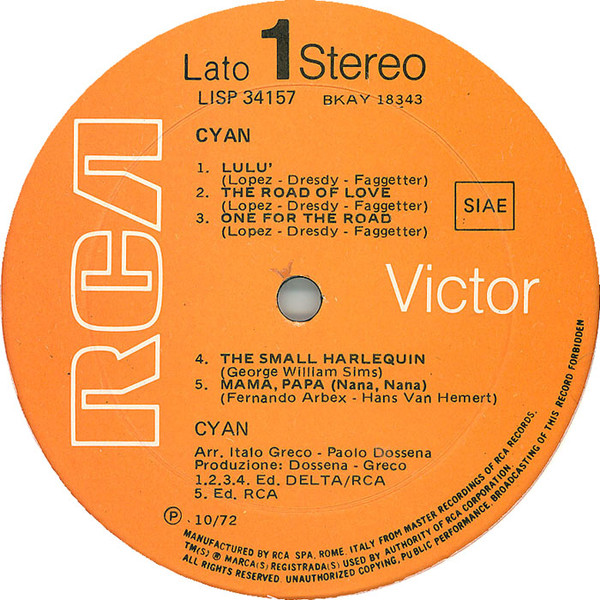 Lato 1 Stereo
LISP 34157 BKAY 18343
CYAN
1. LULU'
(Lopez - Dresdy - Faggetter)
2. THE ROAD OF LOVE
(Lopez - Dresdy - Faggetter)
3. ONE FOR THE ROAD
(Lopez - Dresdy - Faggetter)
SIAE
RCA
Victor
4. THE SMALL HARLEQUIN
(George William Sims)
5. MAMA, PAPA (Nana, Nana)
(Fernando Arbex - Hans Van Hemert)
CYAN
Arr. Italo Greco - Paolo Dossena
Produzione: Dossena - Greco
1.2.3.4. Ed. DELTA/RCA
5. Ed. RCA
℗ . 10/72
MANUFACTURED BY RCA SPA, ROME, ITALY FROM MASTER RECORDINGS OF RCA RECORDS.
TM(S) ® MARCA(S) REGISTRADA(S) USED BY AUTHORITY OF RCA CORPORATION.
ALL RIGHTS RESERVED. UNAUTHORIZED COPYING, PUBLIC PERFORMANCE, BROADCASTING OF THIS RECORD FORBIDDEN